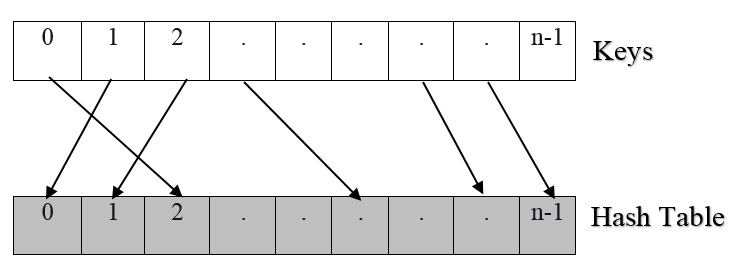 0 1 2 . . . . . n-1 Keys
0 1 2 . . . . . n-1 Hash Table